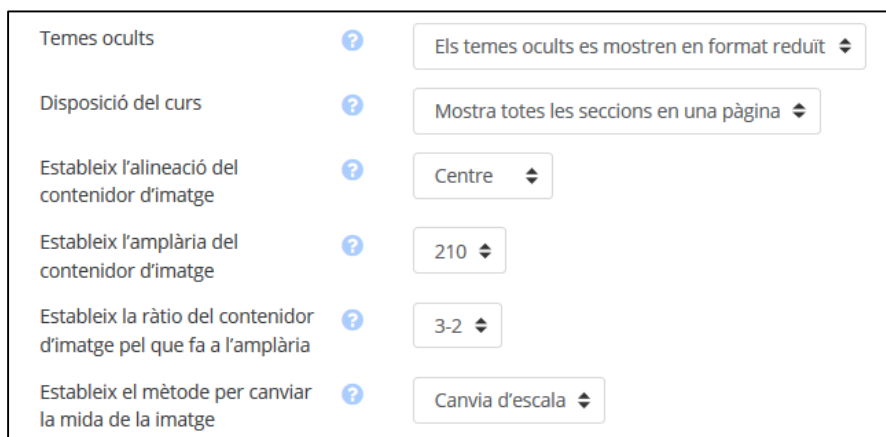 Temes ocults
Els temes ocults es mostren en format reduït
Disposició del curs
Mostra totes les seccions en una pàgina
Estableix l'alineació del
contenidor d'imatge
Centre
Estableix l'amplària del
contenidor d'imatge
210
Estableix la ràtio del contenidor
d'imatge pel que fa a l'amplària
3-2
Estableix el mètode per canviar
la mida de la imatge
Canvia d'escala